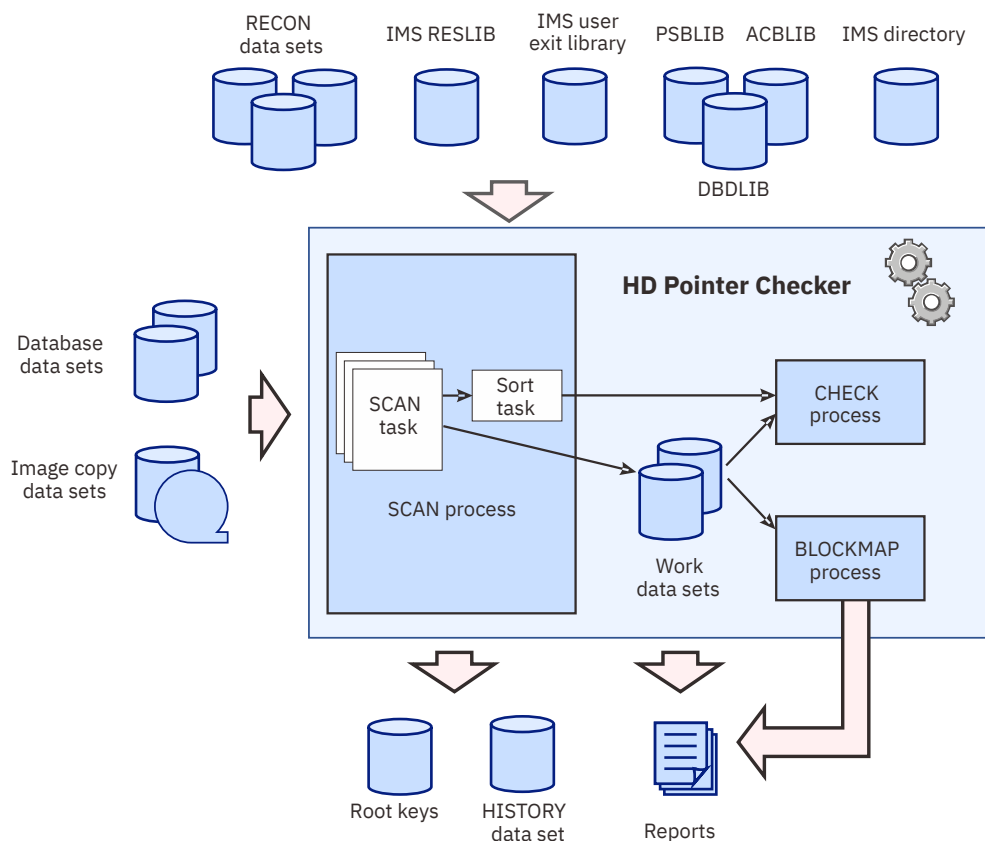 RECON
data sets
IMS RESLIB
IMS user
exit library
PSBLIB
ACBLIB
IMS directory
DBDLIB
HD Pointer Checker
Database
data sets
Image copy
data sets
SCAN
task
Sort
task
SCAN process
CHECK
process
Work
data sets
BLOCKMAP
process
Root keys
HISTORY
data set
Reports